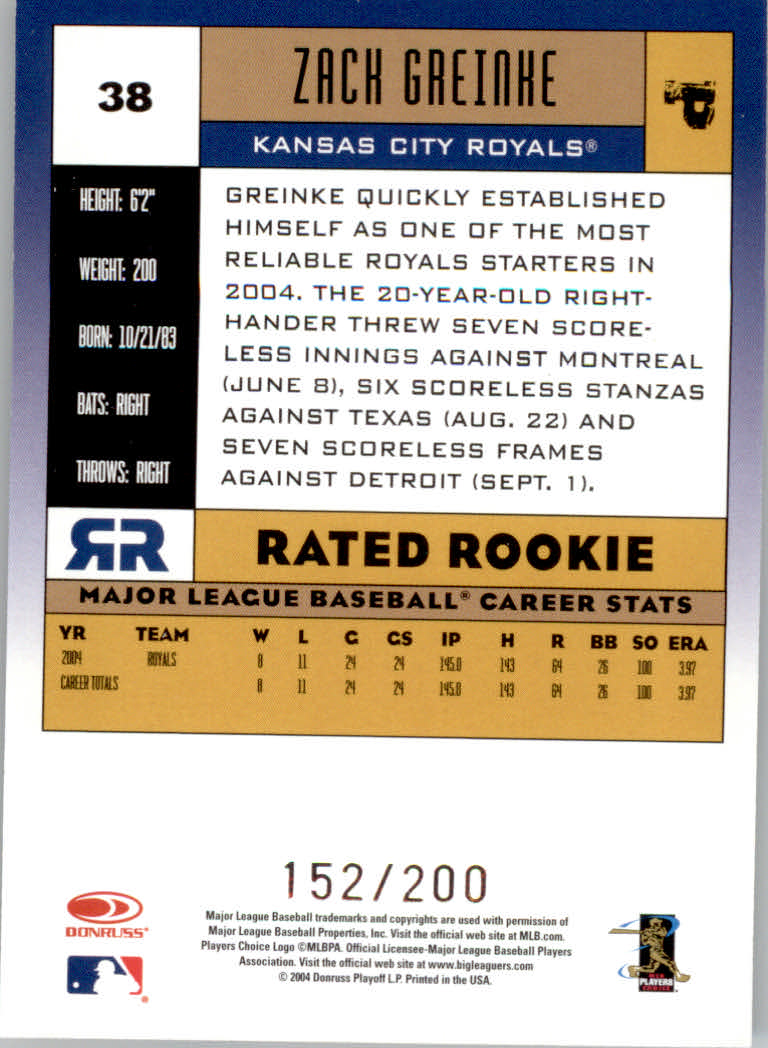 38
ZACK GREINKE
P
KANSAS CITY ROYALS®
HEIGHT: 6'2"
WEIGHT: 200
BORN: 10/21/83
BATS: RIGHT
THROWS: RIGHT
GREINKE QUICKLY ESTABLISHED
HIMSELF AS ONE OF THE MOST
RELIABLE ROYALS STARTERS IN
2004. THE 20-YEAR-OLD RIGHT-
HANDER THREW SEVEN SCORE-
LESS INNINGS AGAINST MONTREAL
(JUNE 8), SIX SCORELESS STANZAS
AGAINST TEXAS (AUG. 22) AND
SEVEN SCORELESS FRAMES
AGAINST DETROIT (SEPT. 1).
RR RATED ROOKIE
MAJOR LEAGUE BASEBALL® CAREER STATS
YR TEAM W L G GS IP H R BB SO ERA
2004 ROYALS 8 11 24 24 145.0 143 64 26 100 3.97
CAREER TOTALS 8 11 24 24 145.0 143 64 26 100 3.97
152/200
DONRUSS®
Major League Baseball trademarks and copyrights are used with permission of
Major League Baseball Properties, Inc. Visit the official web site at MLB.com.
Players Choice Logo ©MLBPA. Official Licensee-Major League Baseball Players
Association. Visit the official web site at www.bigleaguers.com
© 2004 Donruss Playoff L.P. Printed in the USA.
MLB
PLAYERS
CHOICE